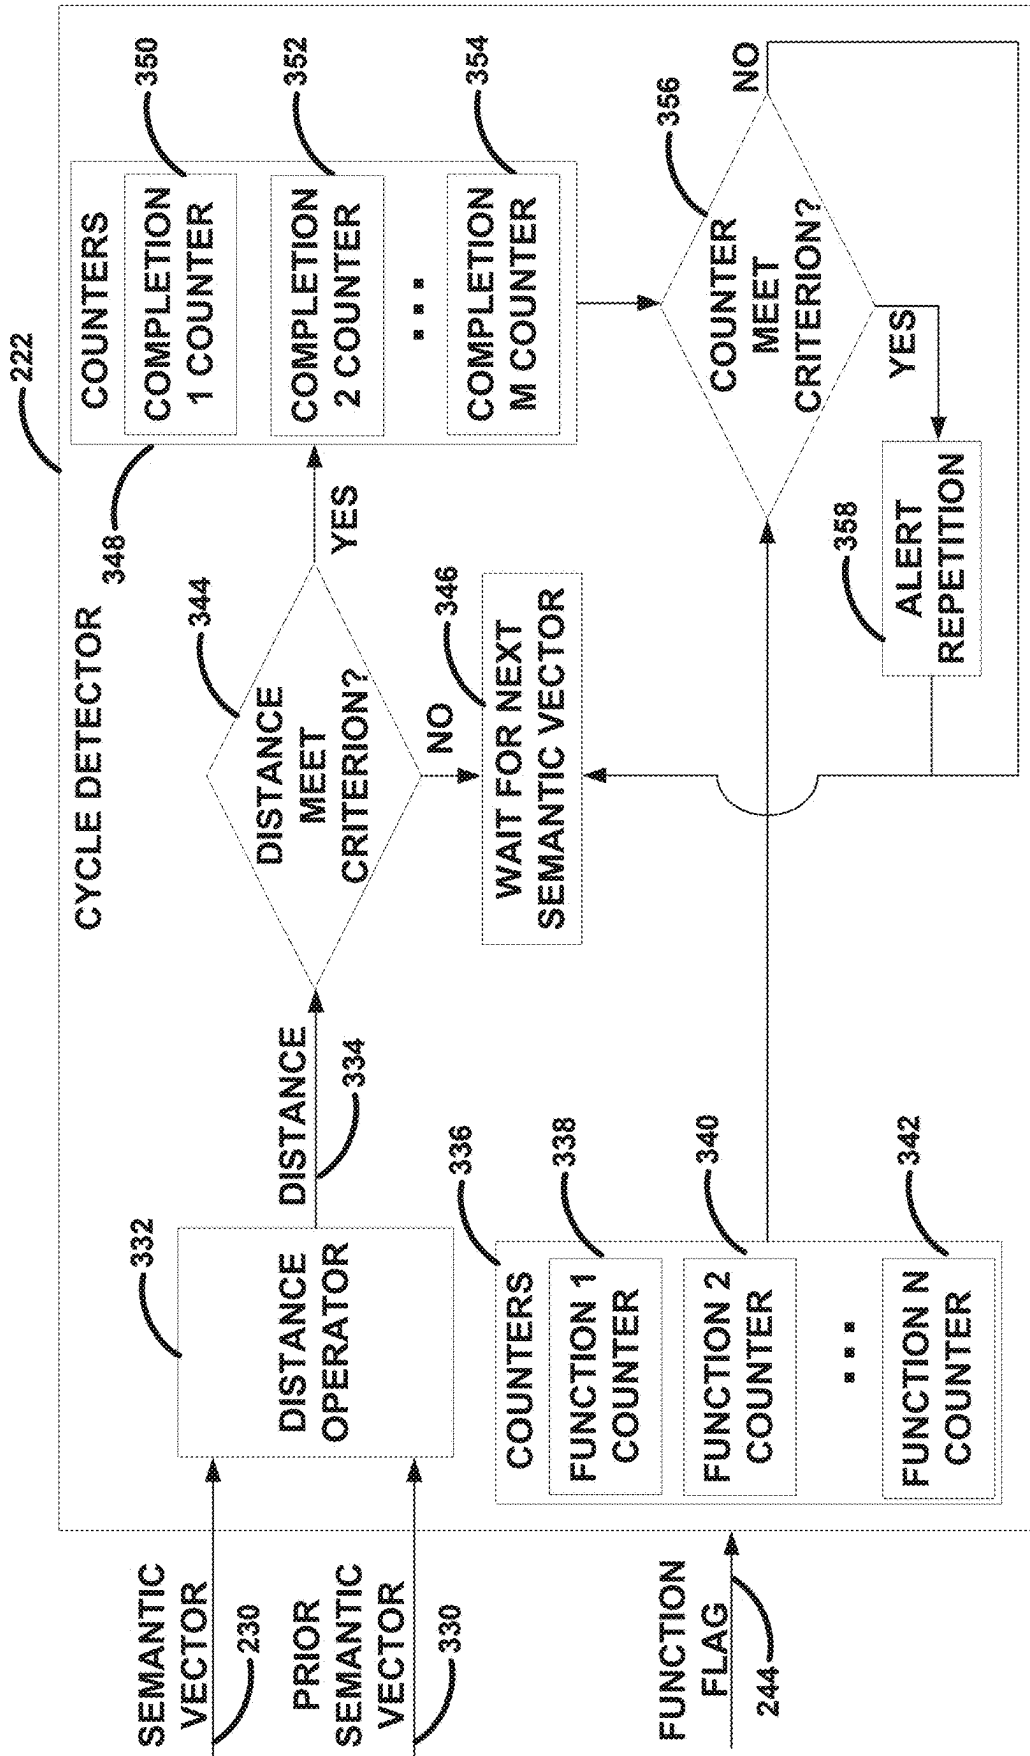 222
CYCLE DETECTOR
SEMANTIC
VECTOR
230
PRIOR
SEMANTIC
VECTOR
330
FUNCTION
FLAG
244
332
DISTANCE
OPERATOR
DISTANCE
334
344
DISTANCE
MEET
CRITERION?
YES
NO
346
WAIT FOR NEXT
SEMANTIC VECTOR
348
COUNTERS
350
COMPLETION
1 COUNTER
352
COMPLETION
2 COUNTER
...
354
COMPLETION
M COUNTER
336
COUNTERS
338
FUNCTION 1
COUNTER
340
FUNCTION 2
COUNTER
...
342
FUNCTION N
COUNTER
356
COUNTER
MEET
CRITERION?
NO
YES
358
ALERT
REPETITION